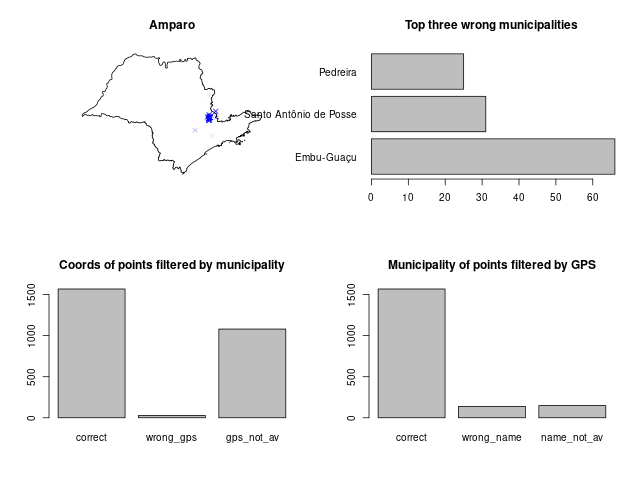 Amparo
Top three wrong municipalities
Pedreira
Santo Antônio de Posse
Embu-Guaçu
0 10 20 30 40 50 60
Coords of points filtered by municipality
1500
1000
500
0
correct wrong_gps gps_not_av
Municipality of points filtered by GPS
1500
1000
500
0
correct wrong_name name_not_av